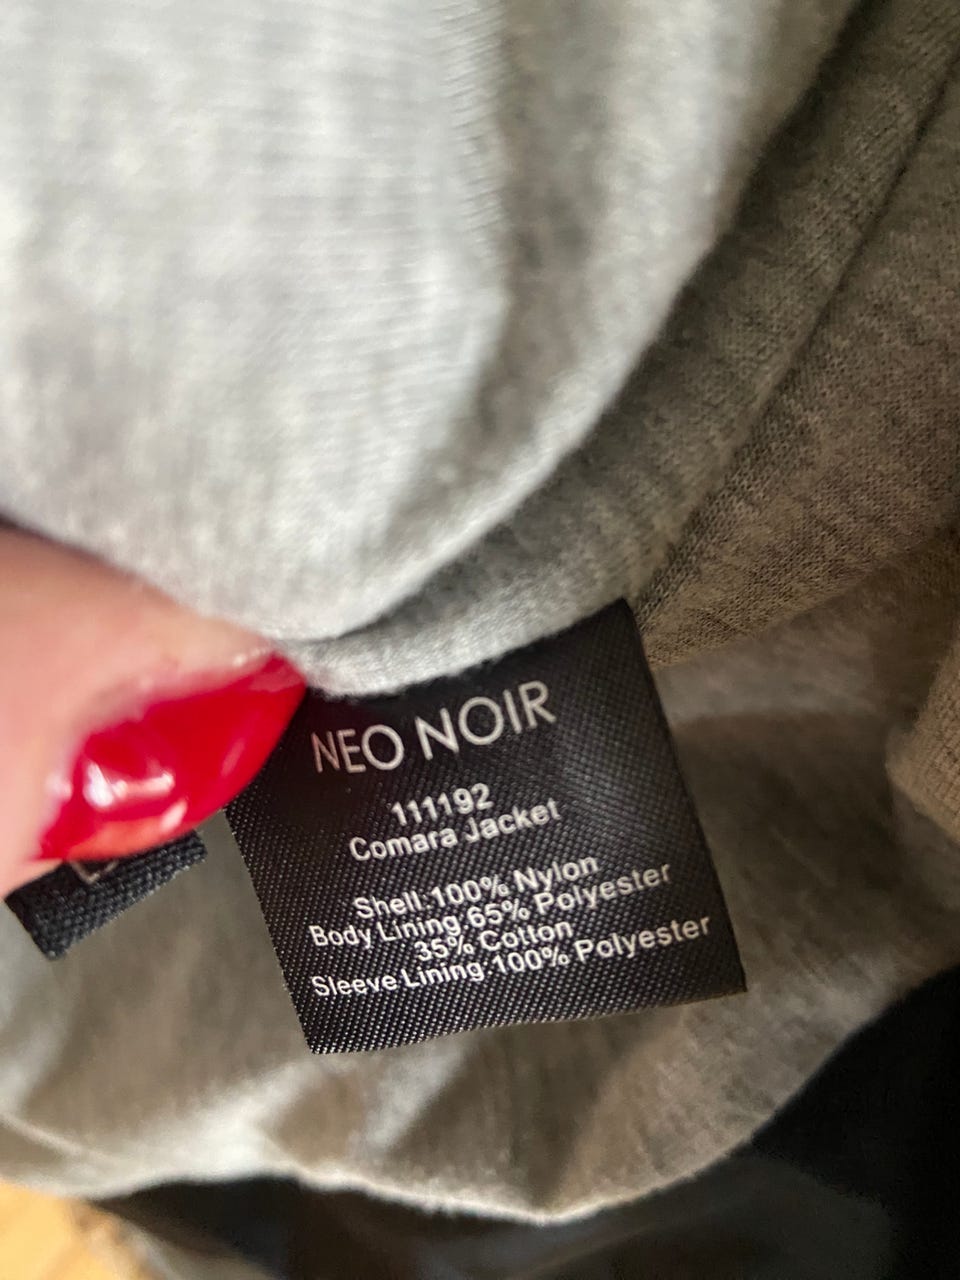 NEO NOIR
111192
Comara Jacket
Shell:100% Nylon
Body Lining:65% Polyester
35% Cotton
Sleeve Lining:100% Polyester